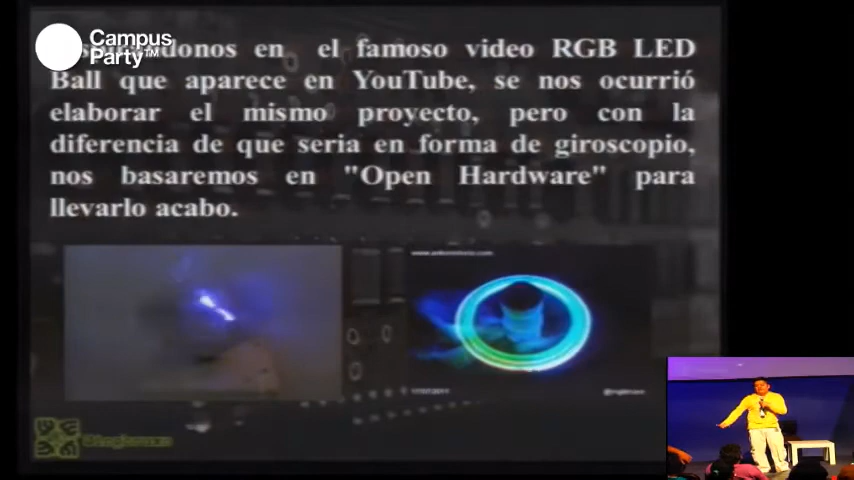 Campus
Party™
en el famoso video RGB LED
Ball que aparece en YouTube, se nos ocurrió
elaborar el mismo proyecto, pero con la
diferencia de que seria en forma de giroscopio,
nos basaremos en "Open Hardware" para
llevarlo acabo.